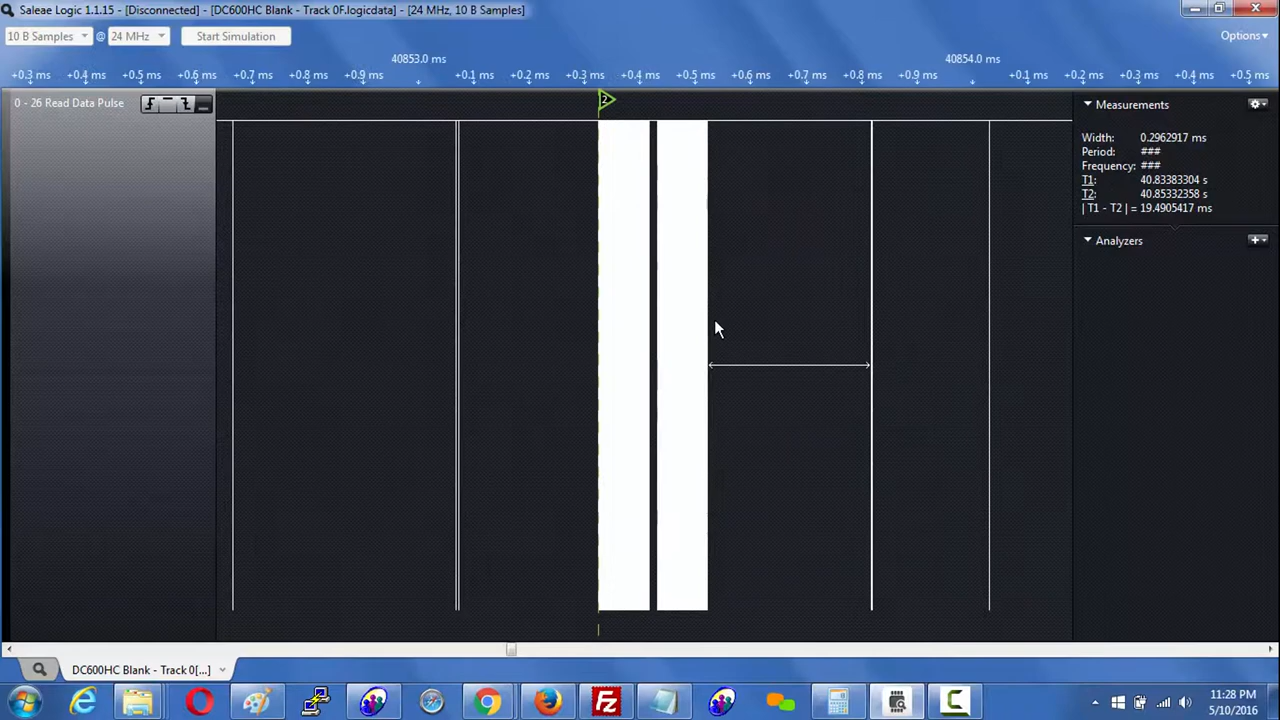 Saleae Logic 1.1.15 - [Disconnected] - [DC600HC Blank - Track 0F.logicdata] - [24 MHz, 10 B Samples]
10 B Samples @ 24 MHz Start Simulation Options
40853.0 ms 40854.0 ms
+0.3 ms +0.4 ms +0.5 ms +0.6 ms +0.7 ms +0.8 ms +0.9 ms +0.1 ms +0.2 ms +0.3 ms +0.4 ms +0.5 ms +0.6 ms +0.7 ms +0.8 ms +0.9 ms +0.1 ms +0.2 ms +0.3 ms +0.4 ms +0.5 ms
0 - 26 Read Data Pulse
2
Measurements
Width: 0.2962917 ms
Period: ###
Frequency: ###
T1: 40.83383304 s
T2: 40.85332358 s
| T1 - T2 | = 19.4905417 ms
Analyzers
DC600HC Blank - Track 0[...]
11:28 PM
5/10/2016